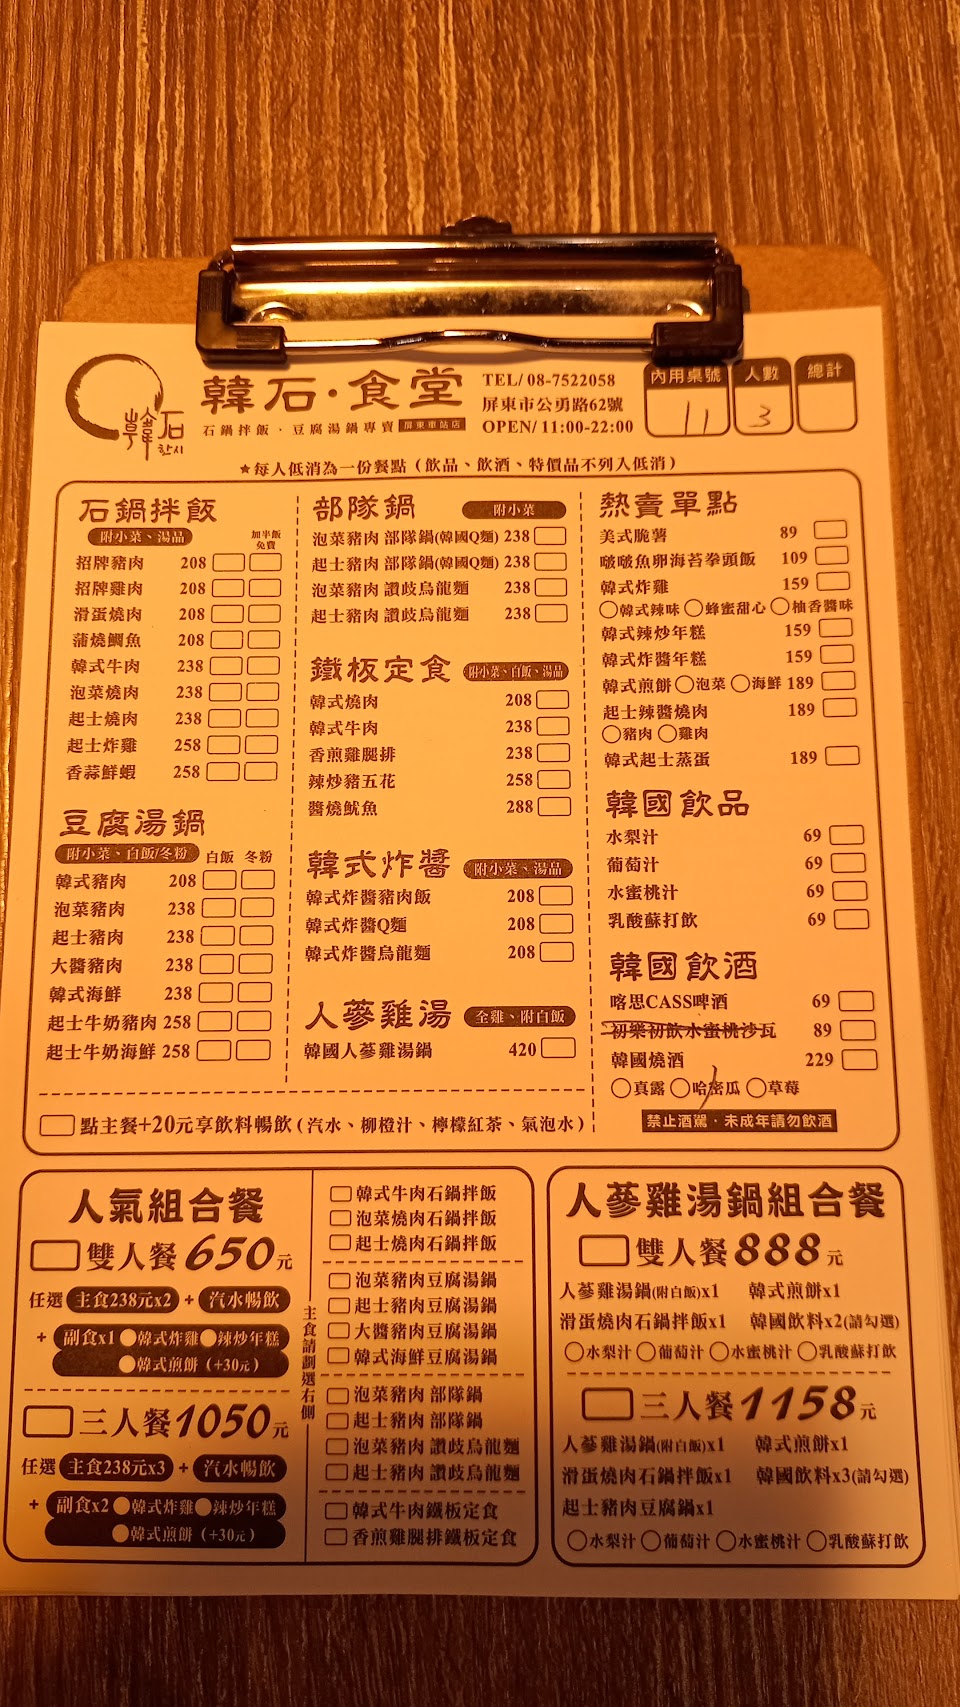 韓石
한시
韓石·食堂
石鍋拌飯·豆腐湯鍋專賣 屏東車站店
TEL/ 08-7522058
屏東市公勇路62號
OPEN/ 11:00-22:00
內用桌號 人數 總計
11 3
★每人低消為一份餐點（飲品、飲酒、特價品不列入低消）
石鍋拌飯
附小菜、湯品 加半飯免費
招牌豬肉 208
招牌雞肉 208
滑蛋燒肉 208
蒲燒鯛魚 208
韓式牛肉 238
泡菜燒肉 238
起士燒肉 238
起士炸雞 258
香蒜鮮蝦 258
豆腐湯鍋
附小菜、白飯/冬粉 白飯 冬粉
韓式豬肉 208
泡菜豬肉 238
起士豬肉 238
大醬豬肉 238
韓式海鮮 238
起士牛奶豬肉 258
起士牛奶海鮮 258
部隊鍋 附小菜
泡菜豬肉 部隊鍋(韓國Q麵) 238
起士豬肉 部隊鍋(韓國Q麵) 238
泡菜豬肉 讚歧烏龍麵 238
起士豬肉 讚歧烏龍麵 238
鐵板定食 附小菜、白飯、湯品
韓式燒肉 208
韓式牛肉 238
香煎雞腿排 238
辣炒豬五花 258
醬燒魷魚 288
韓式炸醬 附小菜、湯品
韓式炸醬豬肉飯 208
韓式炸醬Q麵 208
韓式炸醬烏龍麵 208
人蔘雞湯 全雞、附白飯
韓國人蔘雞湯鍋 420
熱賣單點
美式脆薯 89
啵啵魚卵海苔拳頭飯 109
韓式炸雞 159
韓式辣味 蜂蜜甜心 柚香醬味
韓式辣炒年糕 159
韓式炸醬年糕 159
韓式煎餅 泡菜 海鮮 189
起士辣醬燒肉 189
豬肉 雞肉
韓式起士蒸蛋 189
韓國飲品
水梨汁 69
葡萄汁 69
水蜜桃汁 69
乳酸蘇打飲 69
韓國飲酒
喀思CASS啤酒 69
初樂初飲水蜜桃沙瓦 89
韓國燒酒 229
真露 哈密瓜 草莓
禁止酒駕·未成年請勿飲酒
點主餐+20元享飲料暢飲（汽水、柳橙汁、檸檬紅茶、氣泡水）
人氣組合餐
雙人餐650元
任選 主食238元x2 + 汽水暢飲
+ 副食x1 韓式炸雞 辣炒年糕
韓式煎餅（+30元）
三人餐1050元
任選 主食238元x3 + 汽水暢飲
+ 副食x2 韓式炸雞 辣炒年糕
韓式煎餅（+30元）
主食請劃選右側
韓式牛肉石鍋拌飯
泡菜燒肉石鍋拌飯
起士燒肉石鍋拌飯
泡菜豬肉豆腐湯鍋
起士豬肉豆腐湯鍋
大醬豬肉豆腐湯鍋
韓式海鮮豆腐湯鍋
泡菜豬肉 部隊鍋
起士豬肉 部隊鍋
泡菜豬肉 讚歧烏龍麵
起士豬肉 讚歧烏龍麵
韓式牛肉鐵板定食
香煎雞腿排鐵板定食
人蔘雞湯鍋組合餐
雙人餐888元
人蔘雞湯鍋(附白飯)x1 韓式煎餅x1
滑蛋燒肉石鍋拌飯x1 韓國飲料x2(請勾選)
水梨汁 葡萄汁 水蜜桃汁 乳酸蘇打飲
三人餐1158元
人蔘雞湯鍋(附白飯)x1 韓式煎餅x1
滑蛋燒肉石鍋拌飯x1 韓國飲料x3(請勾選)
起士豬肉豆腐鍋x1
水梨汁 葡萄汁 水蜜桃汁 乳酸蘇打飲